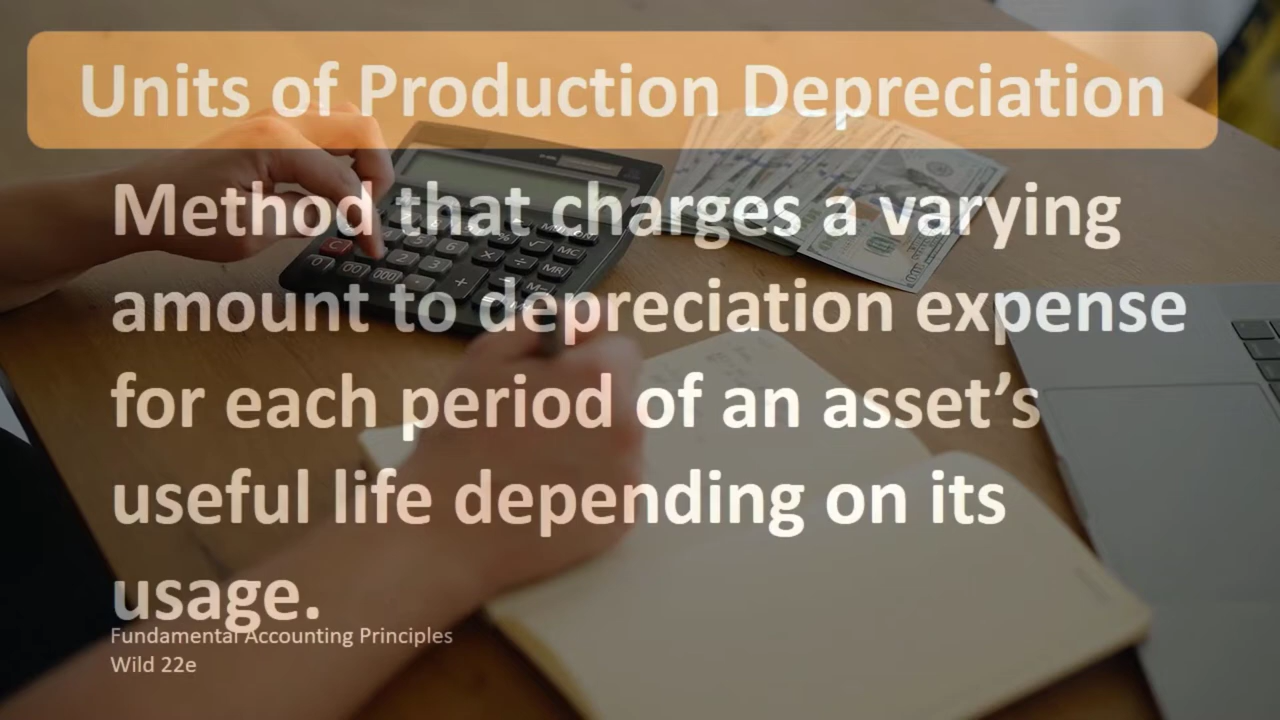 Units of Production Depreciation
Method that charges a varying
amount to depreciation expense
for each period of an asset’s
useful life depending on its
usage.
Fundamental Accounting Principles
Wild 22e